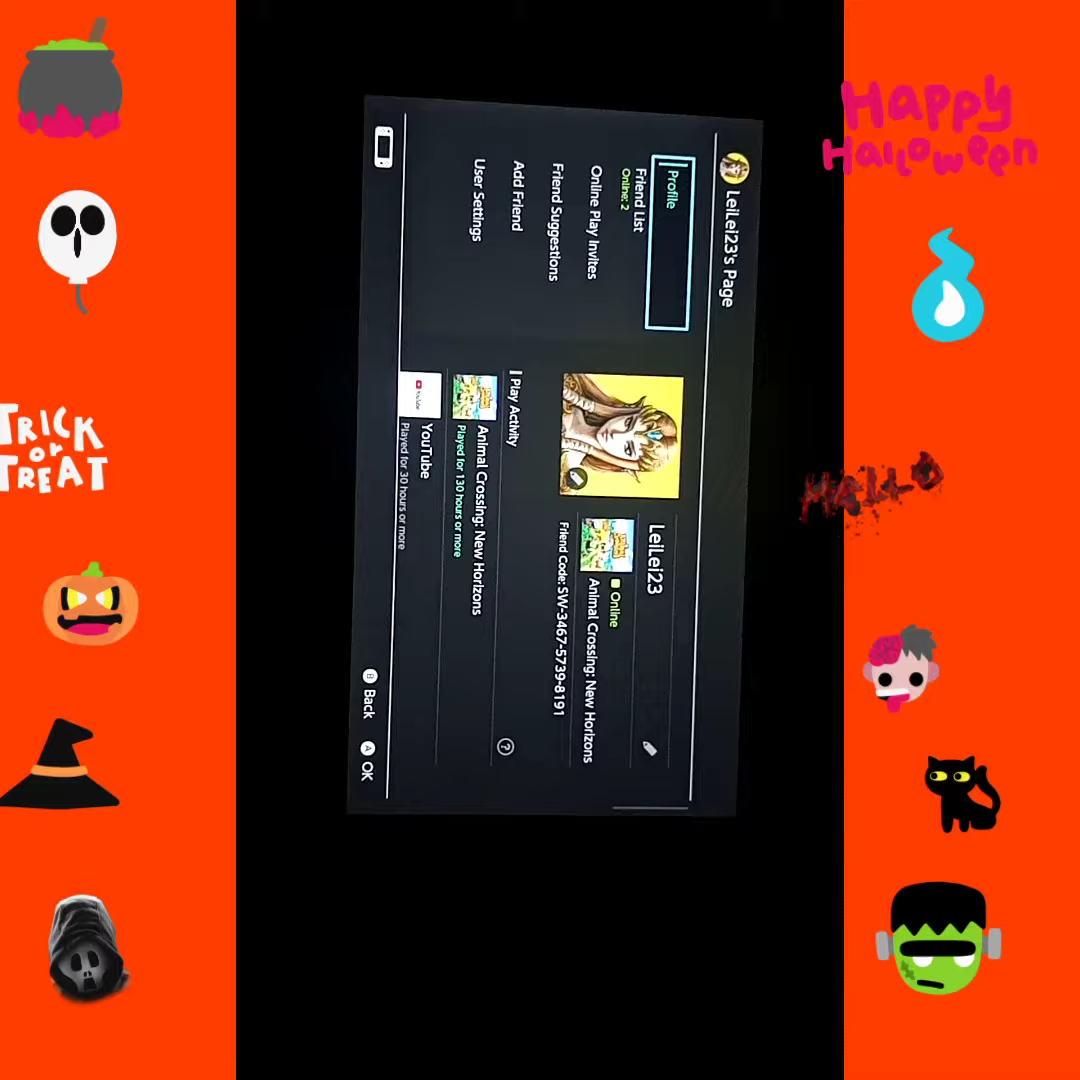 LeiLei23's Page
Profile
Friend List
Online: 2
Online Play Invites
Friend Suggestions
Add Friend
User Settings
LeiLei23
Online
Animal Crossing: New Horizons
Friend Code: SW-3467-5739-8191
Play Activity
?
Animal Crossing: New Horizons
Played for 130 hours or more
YouTube
Played for 30 hours or more
B Back
A OK
TRICK
or
TREAT
Happy
Halloween
HALLO